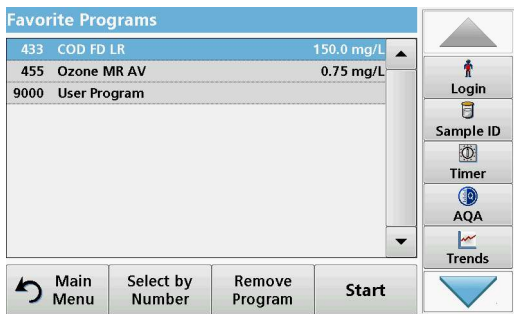 Favorite Programs
433 COD FD LR 150.0 mg/L
455 Ozone MR AV 0.75 mg/L
9000 User Program
Login
Sample ID
Timer
AQA
Trends
Main Menu
Select by Number
Remove Program
Start